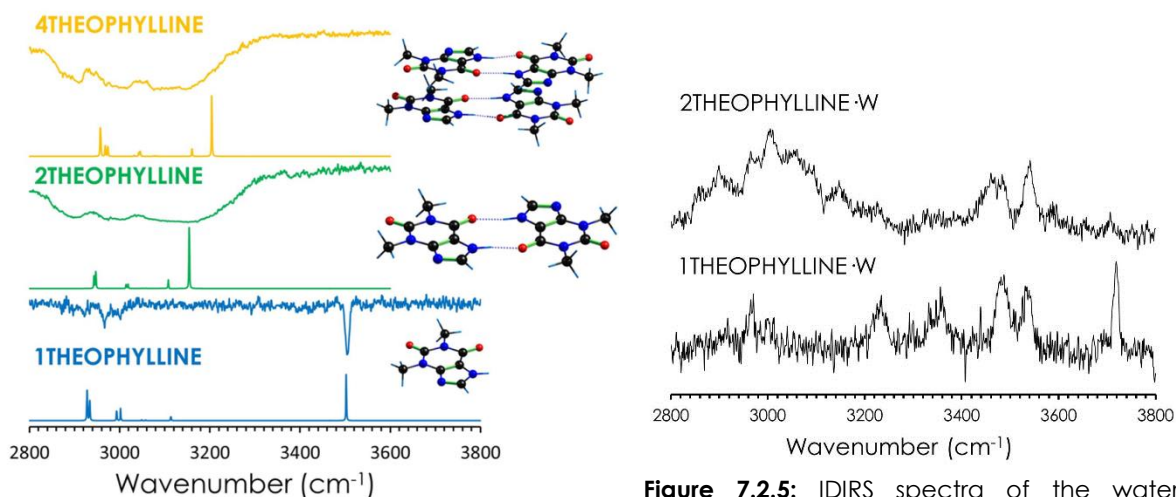 4THEOPHYLLINE
2THEOPHYLLINE
1THEOPHYLLINE
2800 3000 3200 3400 3600 3800
Wavenumber (cm⁻¹)
2THEOPHYLLINE·W
1THEOPHYLLINE·W
2800 3000 3200 3400 3600 3800
Wavenumber (cm⁻¹)
Figure 7.2.5: IDIRS spectra of the water